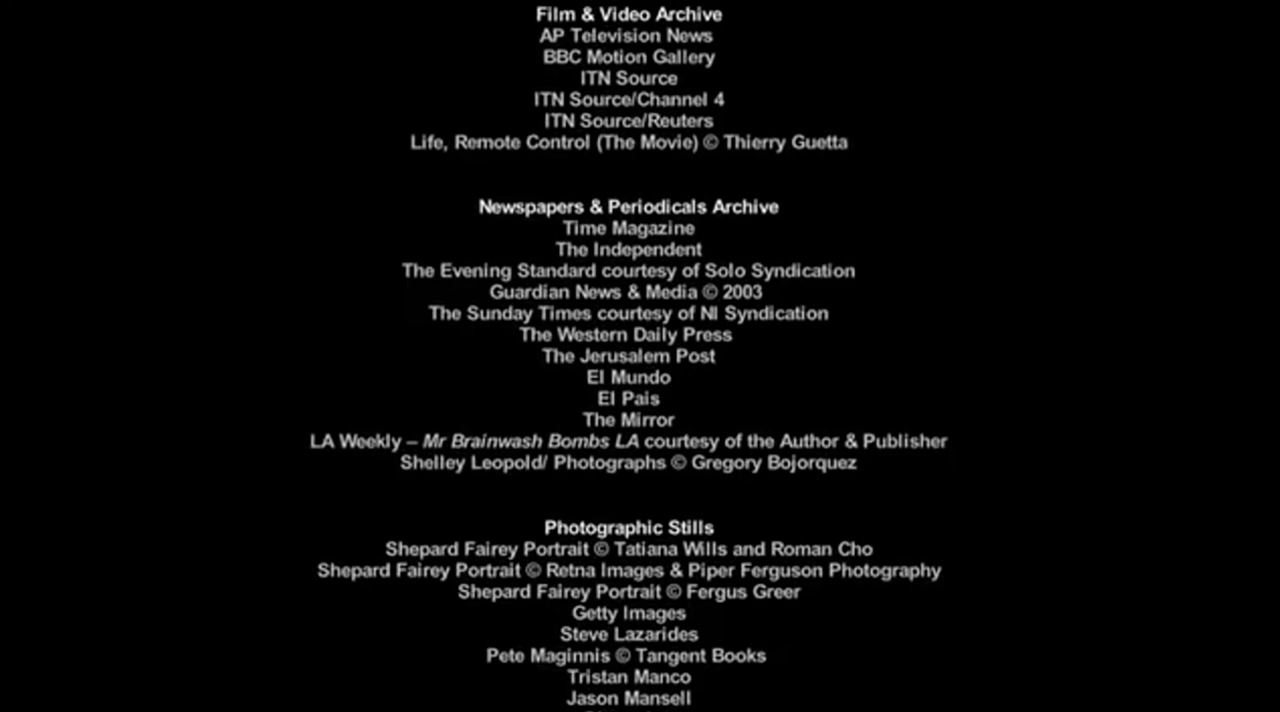 Film & Video Archive
AP Television News
BBC Motion Gallery
ITN Source
ITN Source/Channel 4
ITN Source/Reuters
Life, Remote Control (The Movie) © Thierry Guetta
Newspapers & Periodicals Archive
Time Magazine
The Independent
The Evening Standard courtesy of Solo Syndication
Guardian News & Media © 2003
The Sunday Times courtesy of NI Syndication
The Western Daily Press
The Jerusalem Post
El Mundo
El Pais
The Mirror
LA Weekly – Mr Brainwash Bombs LA courtesy of the Author & Publisher
Shelley Leopold/ Photographs © Gregory Bojorquez
Photographic Stills
Shepard Fairey Portrait © Tatiana Wills and Roman Cho
Shepard Fairey Portrait © Retna Images & Piper Ferguson Photography
Shepard Fairey Portrait © Fergus Greer
Getty Images
Steve Lazarides
Pete Maginnis © Tangent Books
Tristan Manco
Jason Mansell